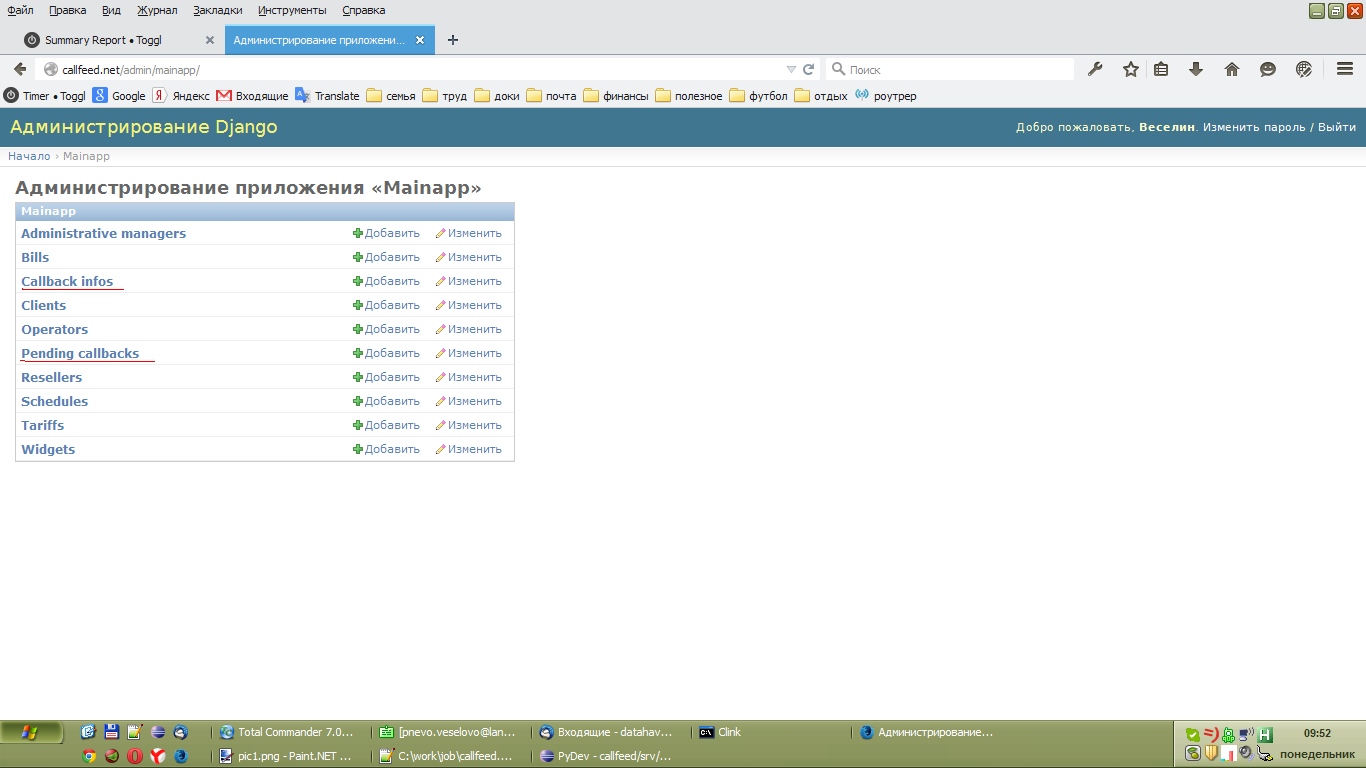 Файл Правка Вид Журнал Закладки Инструменты Справка
Summary Report • Toggl
Администрирование приложени...
callfeed.net/admin/mainapp/
Поиск
Timer • Toggl Google Яндекс Входящие Translate семья труд доки почта финансы полезное футбол отдых роутрер
Администрирование Django
Добро пожаловать, Веселин. Изменить пароль / Выйти
Начало › Mainapp
Администрирование приложения «Mainapp»
Mainapp
Administrative managers Добавить Изменить
Bills Добавить Изменить
Callback infos Добавить Изменить
Clients Добавить Изменить
Operators Добавить Изменить
Pending callbacks Добавить Изменить
Resellers Добавить Изменить
Schedules Добавить Изменить
Tariffs Добавить Изменить
Widgets Добавить Изменить
Total Commander 7.0... [pnevo.veselovo@lan... Входящие - datahav... Clink Администрирование... 09:52
pic1.png - Paint.NET ... C:\work\job\callfeed.... PyDev - callfeed/srv/... понедельник